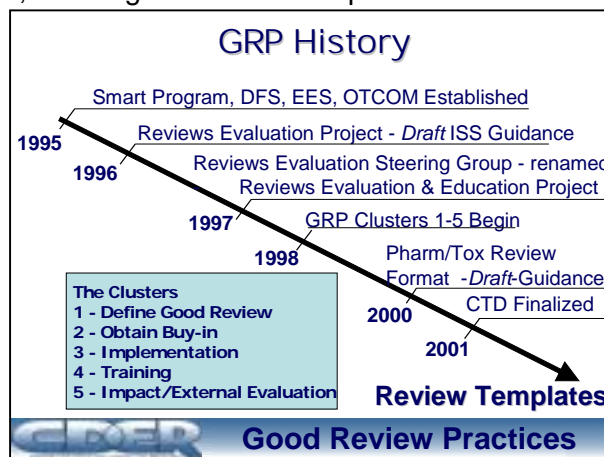 GRP History
Smart Program, DFS, EES, OTCOM Established
1995
Reviews Evaluation Project - Draft ISS Guidance
1996
Reviews Evaluation Steering Group - renamed
Reviews Evaluation & Education Project
1997
GRP Clusters 1-5 Begin
1998
Pharm/Tox Review
Format -Draft-Guidance
2000
CTD Finalized
2001
The Clusters
1 - Define Good Review
2 - Obtain Buy-in
3 - Implementation
4 - Training
5 - Impact/External Evaluation
Review Templates
CDER Good Review Practices